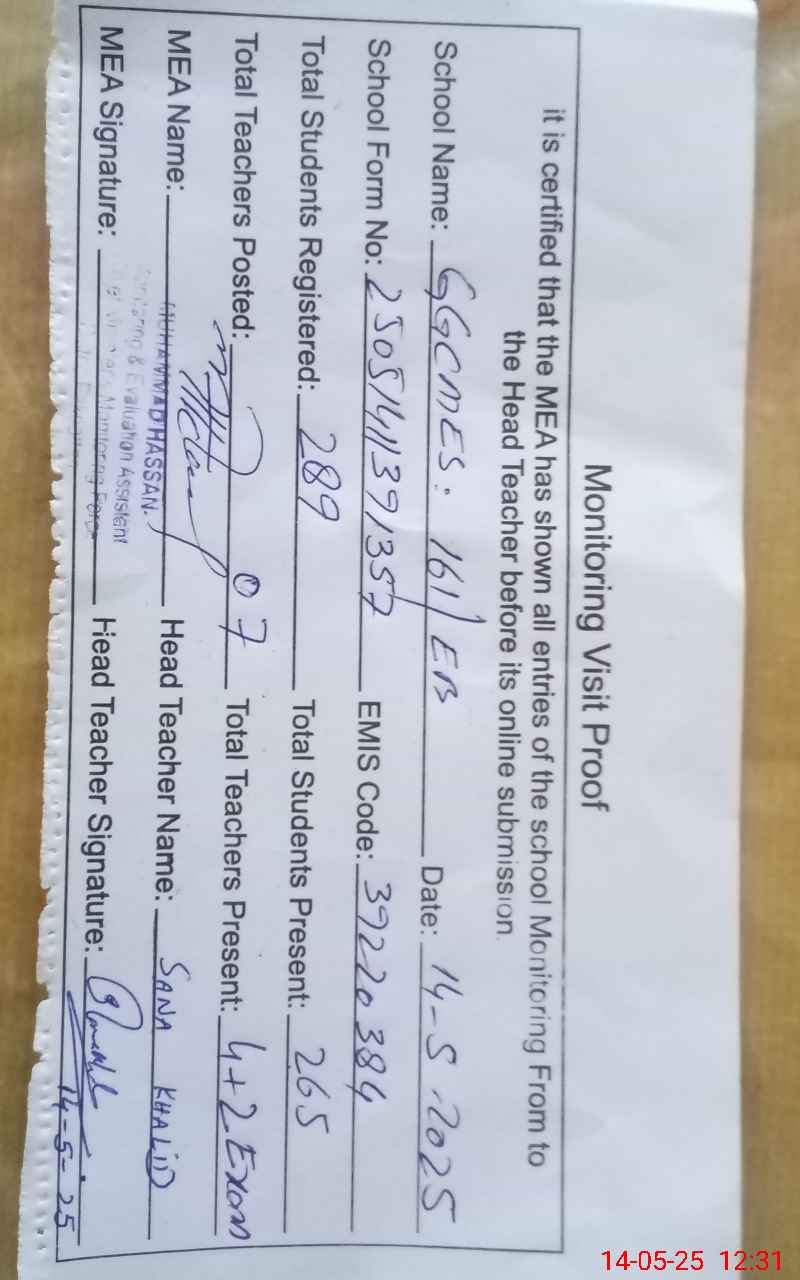 Monitoring Visit Proof
it is certified that the MEA has shown all entries of the school Monitoring From to
the Head Teacher before its online submission.
School Name: GGCMES. 161/EB Date: 14-5-2025
School Form No: 25051411391357 EMIS Code: 39220384
Total Students Registered: 289 Total Students Present: 265
Total Teachers Posted: 07 Total Teachers Present: 4+2 Exam
MEA Name: MUHAMMAD HASSAN. Head Teacher Name: SANA KHALID
Monitoring & Evaluation Assistant
MEA Signature: Monitoring Force Head Teacher Signature:
14-5-25
14-05-25 12:31